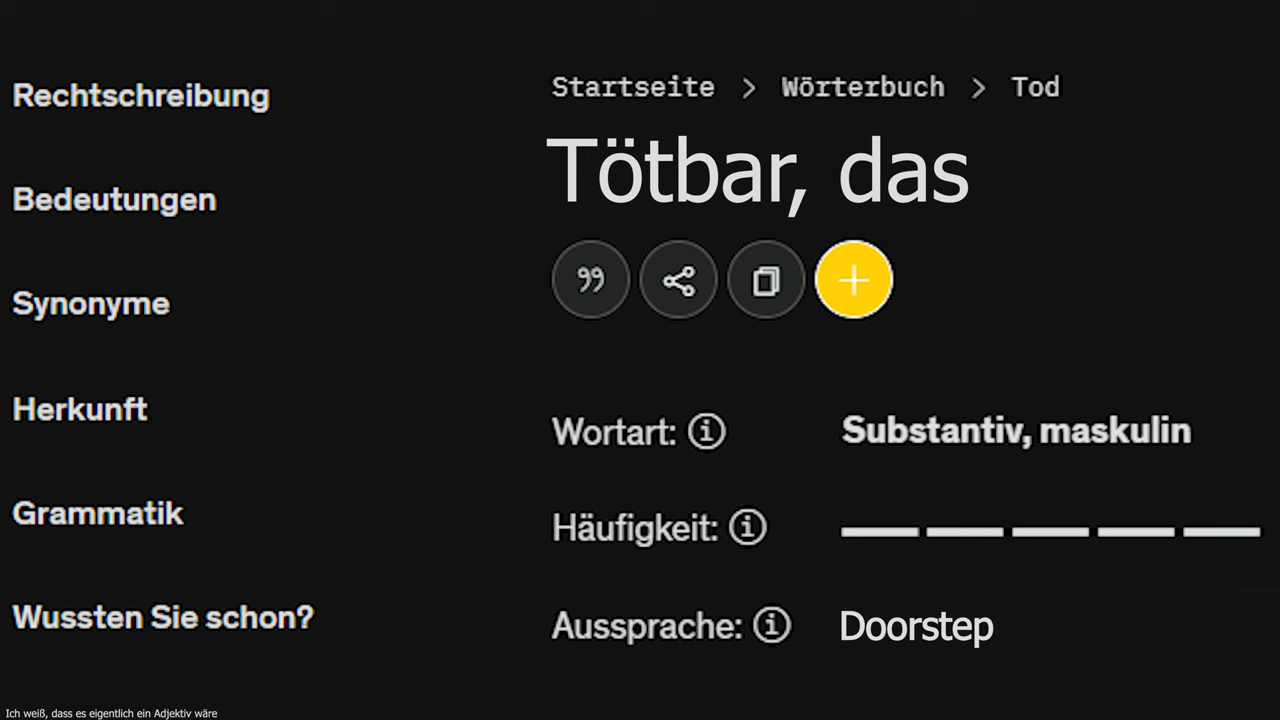 Rechtschreibung
Bedeutungen
Synonyme
Herkunft
Grammatik
Wussten Sie schon?
Startseite > Wörterbuch > Tod
Tötbar, das
Wortart: Substantiv, maskulin
Häufigkeit:
Aussprache: Doorstep
Ich weiß, dass es eigentlich ein Adjektiv wäre